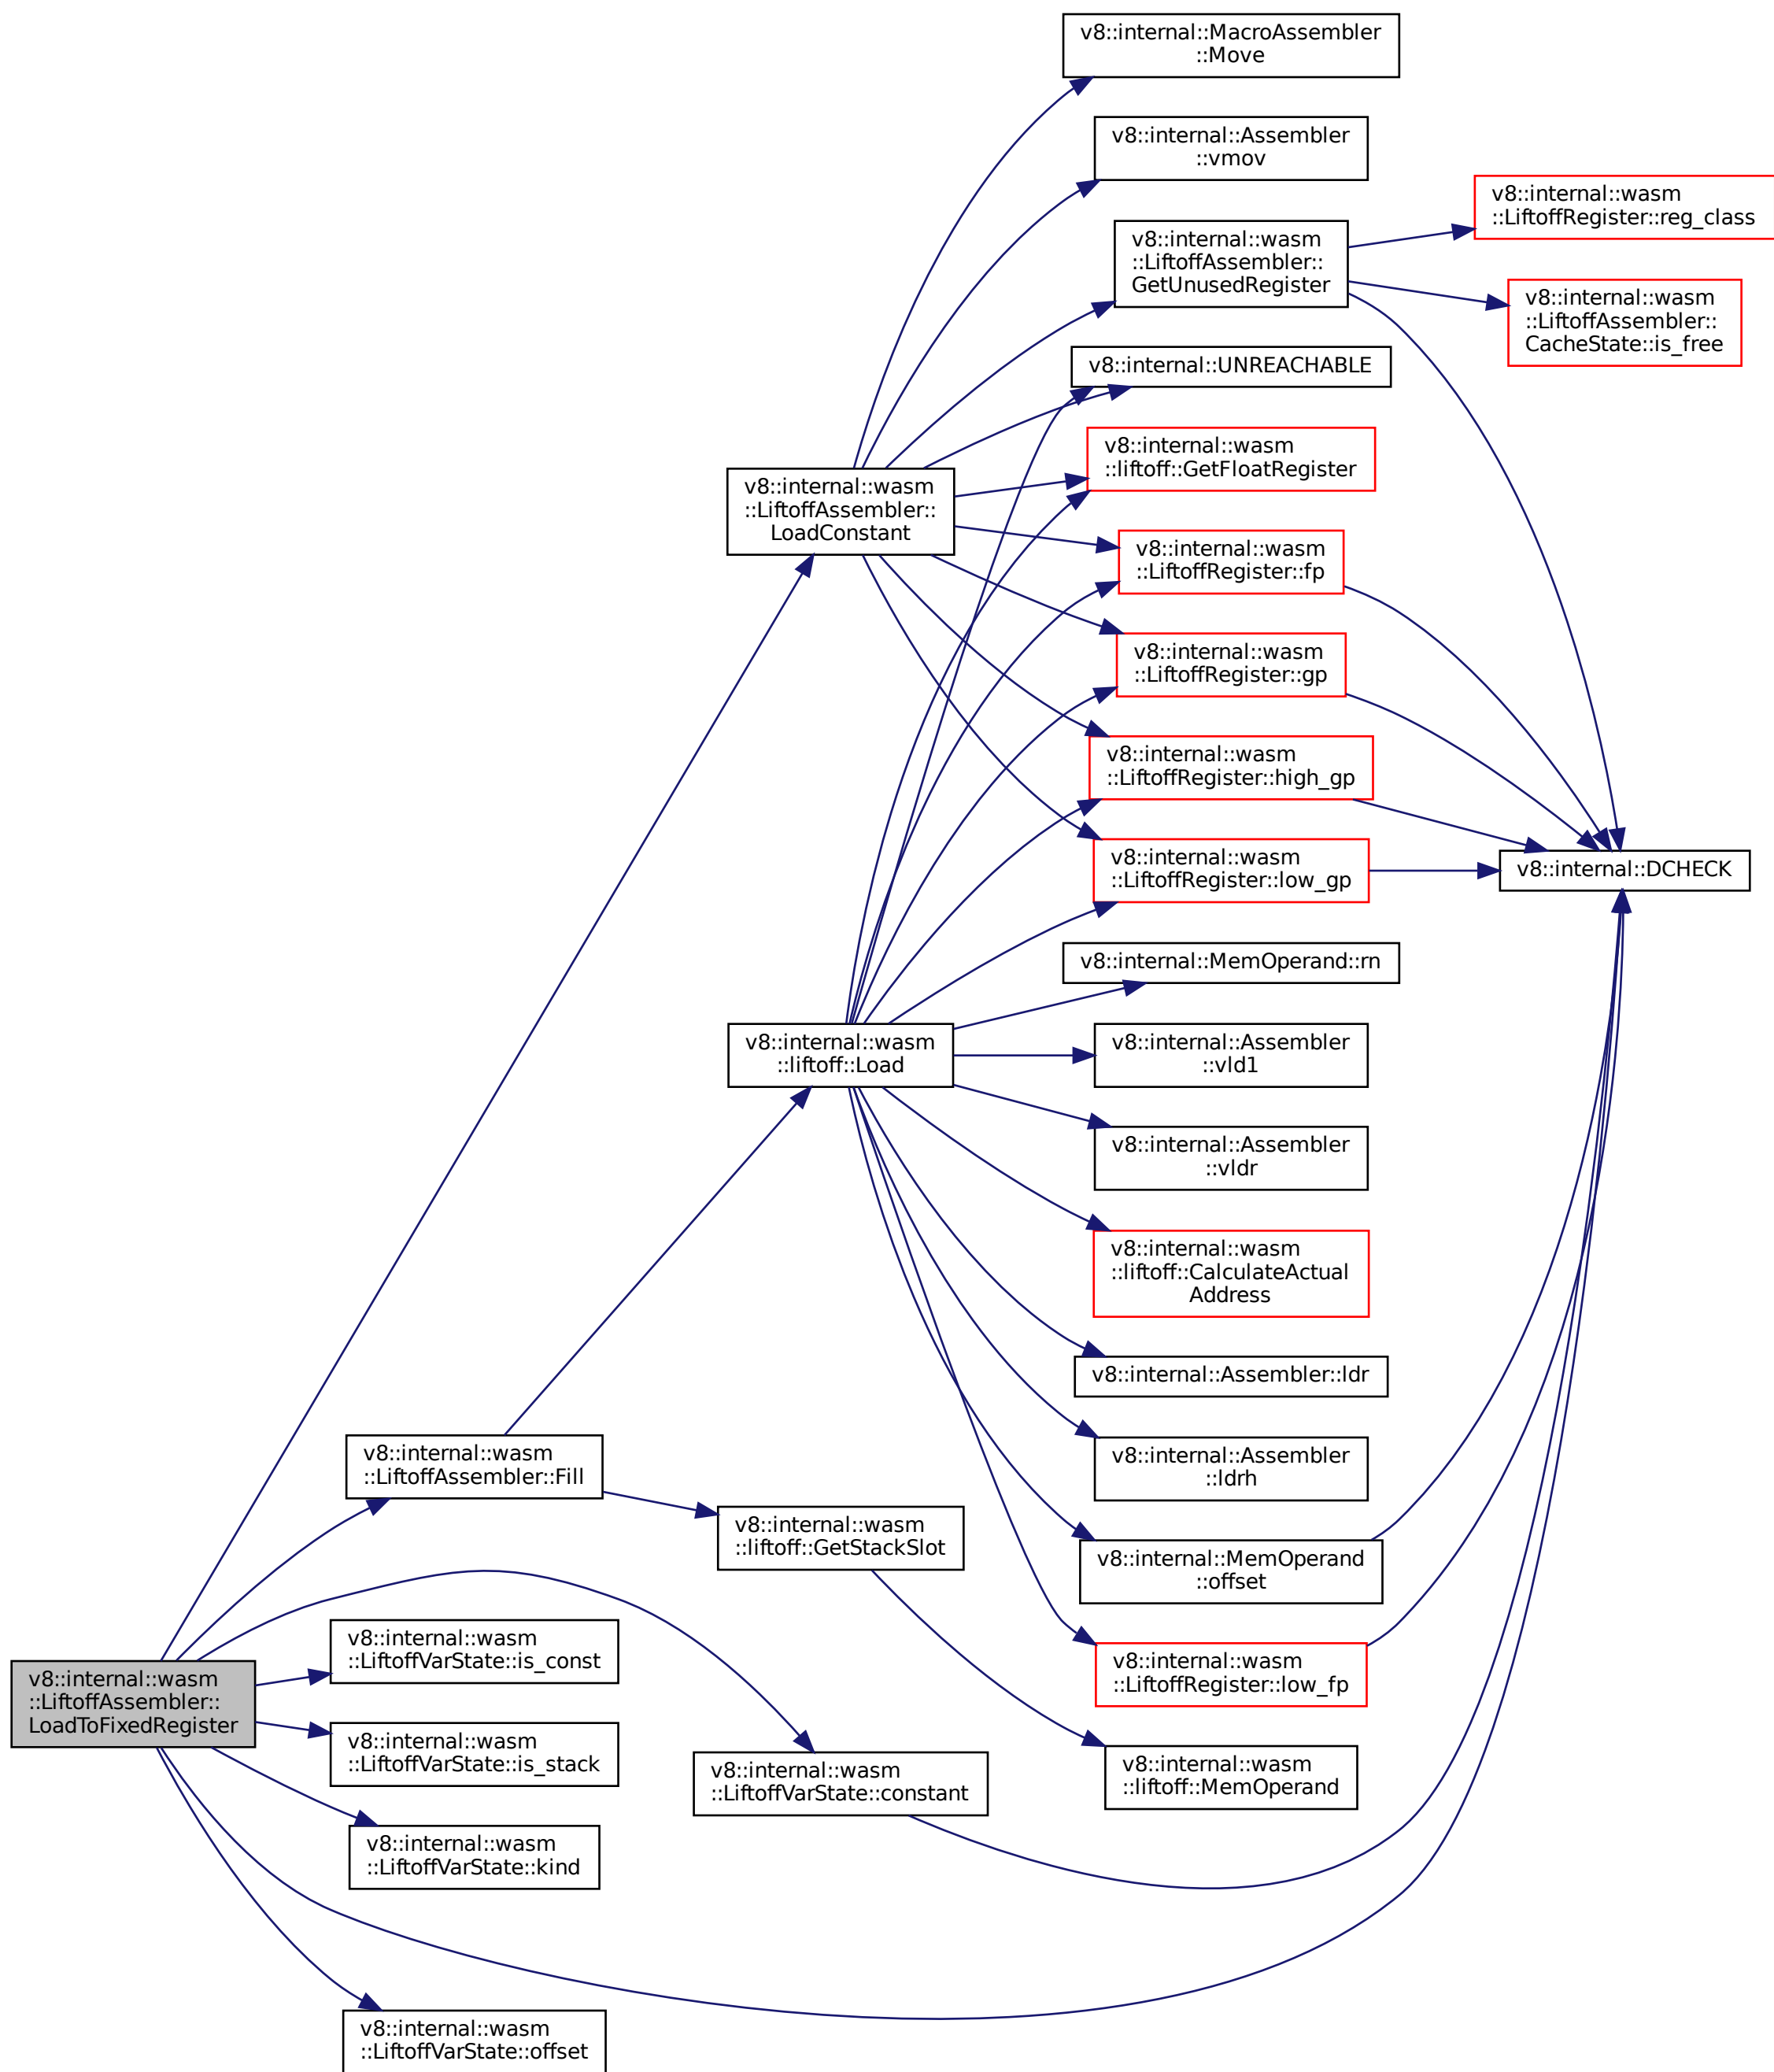 v8::internal::MacroAssembler
::Move
v8::internal::Assembler
::vmov
v8::internal::wasm
::LiftoffRegister::reg_class
v8::internal::wasm
::LiftoffAssembler::
GetUnusedRegister
v8::internal::wasm
::LiftoffAssembler::
CacheState::is_free
v8::internal::UNREACHABLE
v8::internal::wasm
::liftoff::GetFloatRegister
v8::internal::wasm
::LiftoffAssembler::
LoadConstant
v8::internal::wasm
::LiftoffRegister::fp
v8::internal::wasm
::LiftoffRegister::gp
v8::internal::wasm
::LiftoffRegister::high_gp
v8::internal::wasm
::LiftoffRegister::low_gp
v8::internal::DCHECK
v8::internal::MemOperand::rn
v8::internal::wasm
::liftoff::Load
v8::internal::Assembler
::vld1
v8::internal::Assembler
::vldr
v8::internal::wasm
::liftoff::CalculateActual
Address
v8::internal::Assembler::ldr
v8::internal::Assembler
::ldrh
v8::internal::wasm
::LiftoffAssembler::Fill
v8::internal::wasm
::liftoff::GetStackSlot
v8::internal::MemOperand
::offset
v8::internal::wasm
::LiftoffVarState::is_const
v8::internal::wasm
::LiftoffRegister::low_fp
v8::internal::wasm
::LiftoffAssembler::
LoadToFixedRegister
v8::internal::wasm
::LiftoffVarState::is_stack
v8::internal::wasm
::LiftoffVarState::constant
v8::internal::wasm
::liftoff::MemOperand
v8::internal::wasm
::LiftoffVarState::kind
v8::internal::wasm
::LiftoffVarState::offset